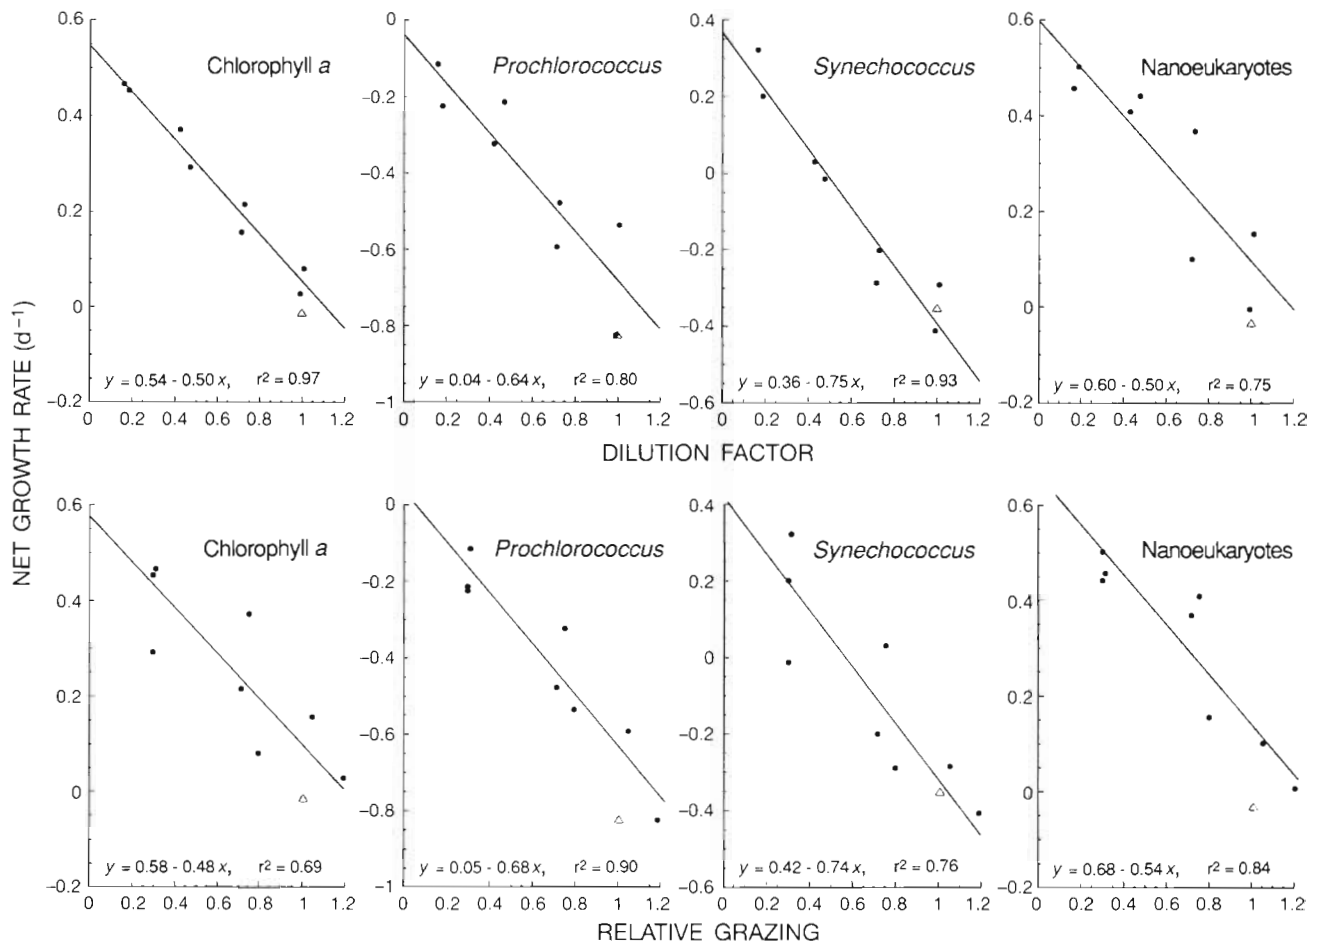 NET GROWTH RATE (d⁻¹)
0.6
0.4
0.2
0
−0.2
Chlorophyll a
y = 0.54 - 0.50 x, r² = 0.97
0 0.2 0.4 0.6 0.8 1 1.2
0
−0.2
−0.4
−0.6
−0.8
−1
Prochlorococcus
y = 0.04 - 0.64 x, r² = 0.80
0 0.2 0.4 0.6 0.8 1 1.2
0.4
0.2
0
−0.2
−0.4
−0.6
Synechococcus
y = 0.36 - 0.75 x, r² = 0.93
0 0.2 0.4 0.6 0.8 1 1.2
0.6
0.4
0.2
0
−0.2
Nanoeukaryotes
y = 0.60 - 0.50 x, r² = 0.75
0 0.2 0.4 0.6 0.8 1 1.2
DILUTION FACTOR
0.6
0.4
0.2
0
−0.2
Chlorophyll a
y = 0.58 - 0.48 x, r² = 0.69
0 0.2 0.4 0.6 0.8 1 1.2
0
−0.2
−0.4
−0.6
−0.8
−1
Prochlorococcus
y = 0.05 - 0.68 x, r² = 0.90
0 0.2 0.4 0.6 0.8 1 1.2
0.4
0.2
0
−0.2
−0.4
−0.6
Synechococcus
y = 0.42 - 0.74 x, r² = 0.76
0 0.2 0.4 0.6 0.8 1 1.2
0.6
0.4
0.2
0
−0.2
Nanoeukaryotes
y = 0.68 - 0.54 x, r² = 0.84
0 0.2 0.4 0.6 0.8 1 1.2
RELATIVE GRAZING